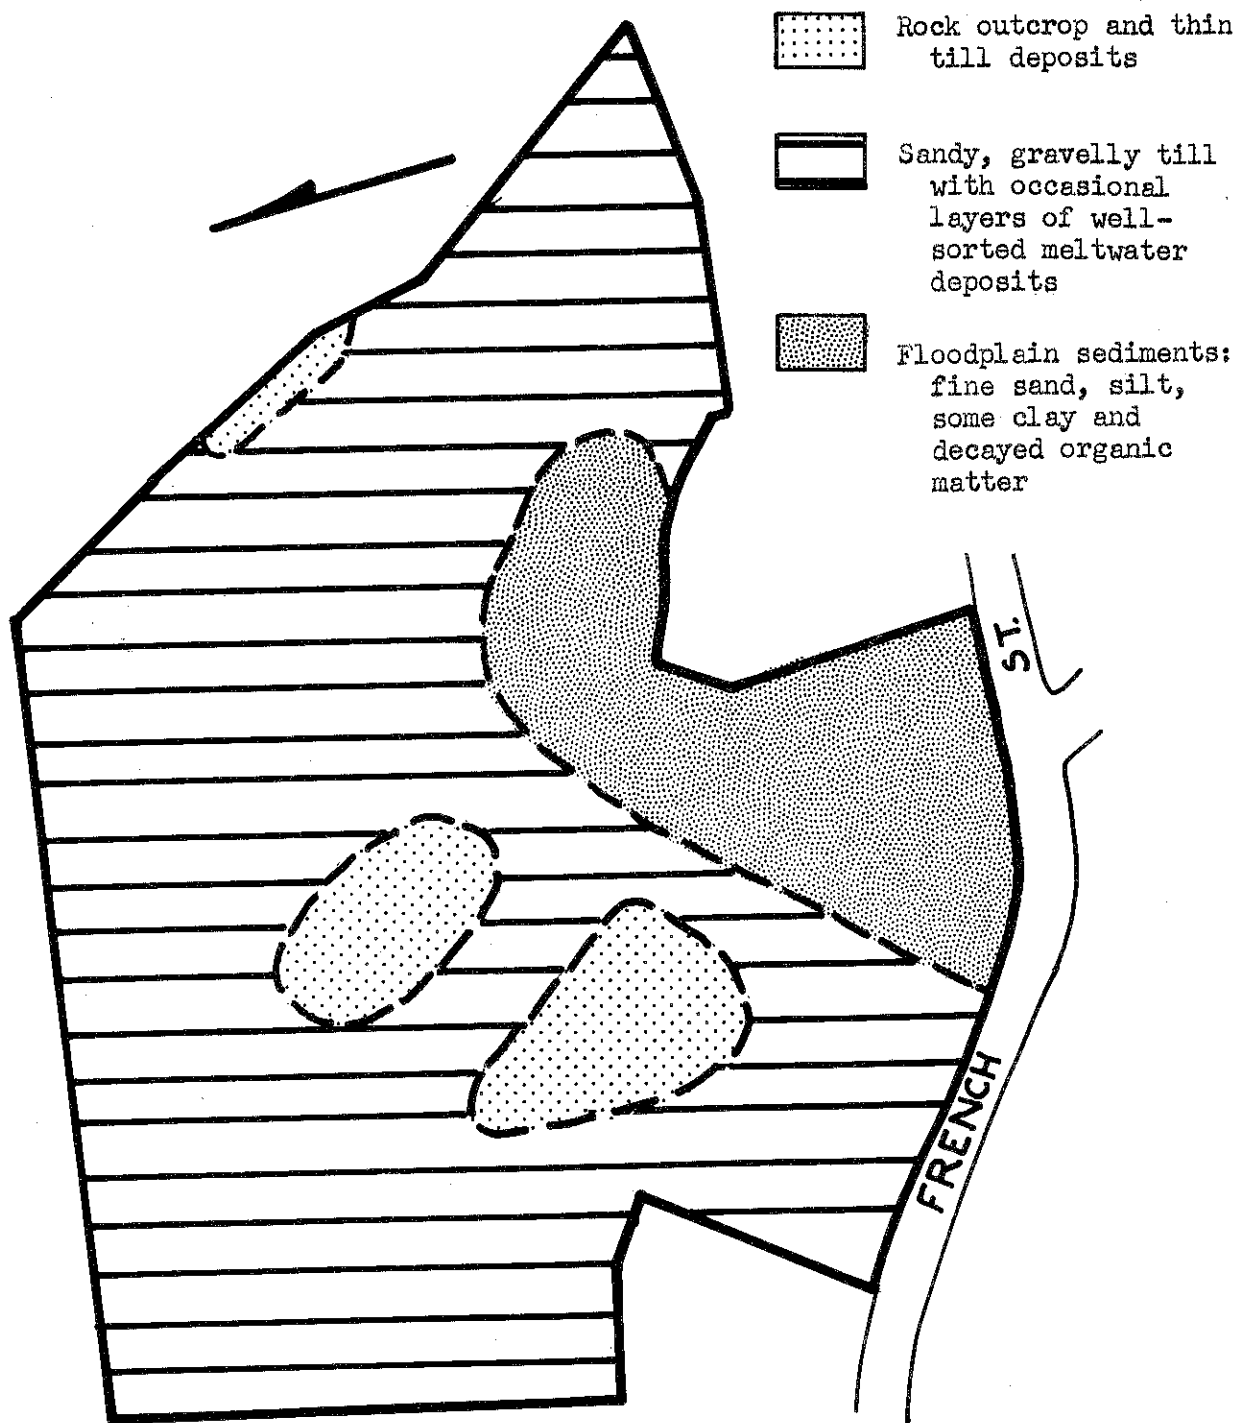 Rock outcrop and thin
till deposits
Sandy, gravelly till
with occasional
layers of well-
sorted meltwater
deposits
Floodplain sediments:
fine sand, silt,
some clay and
decayed organic
matter
ST.
FRENCH